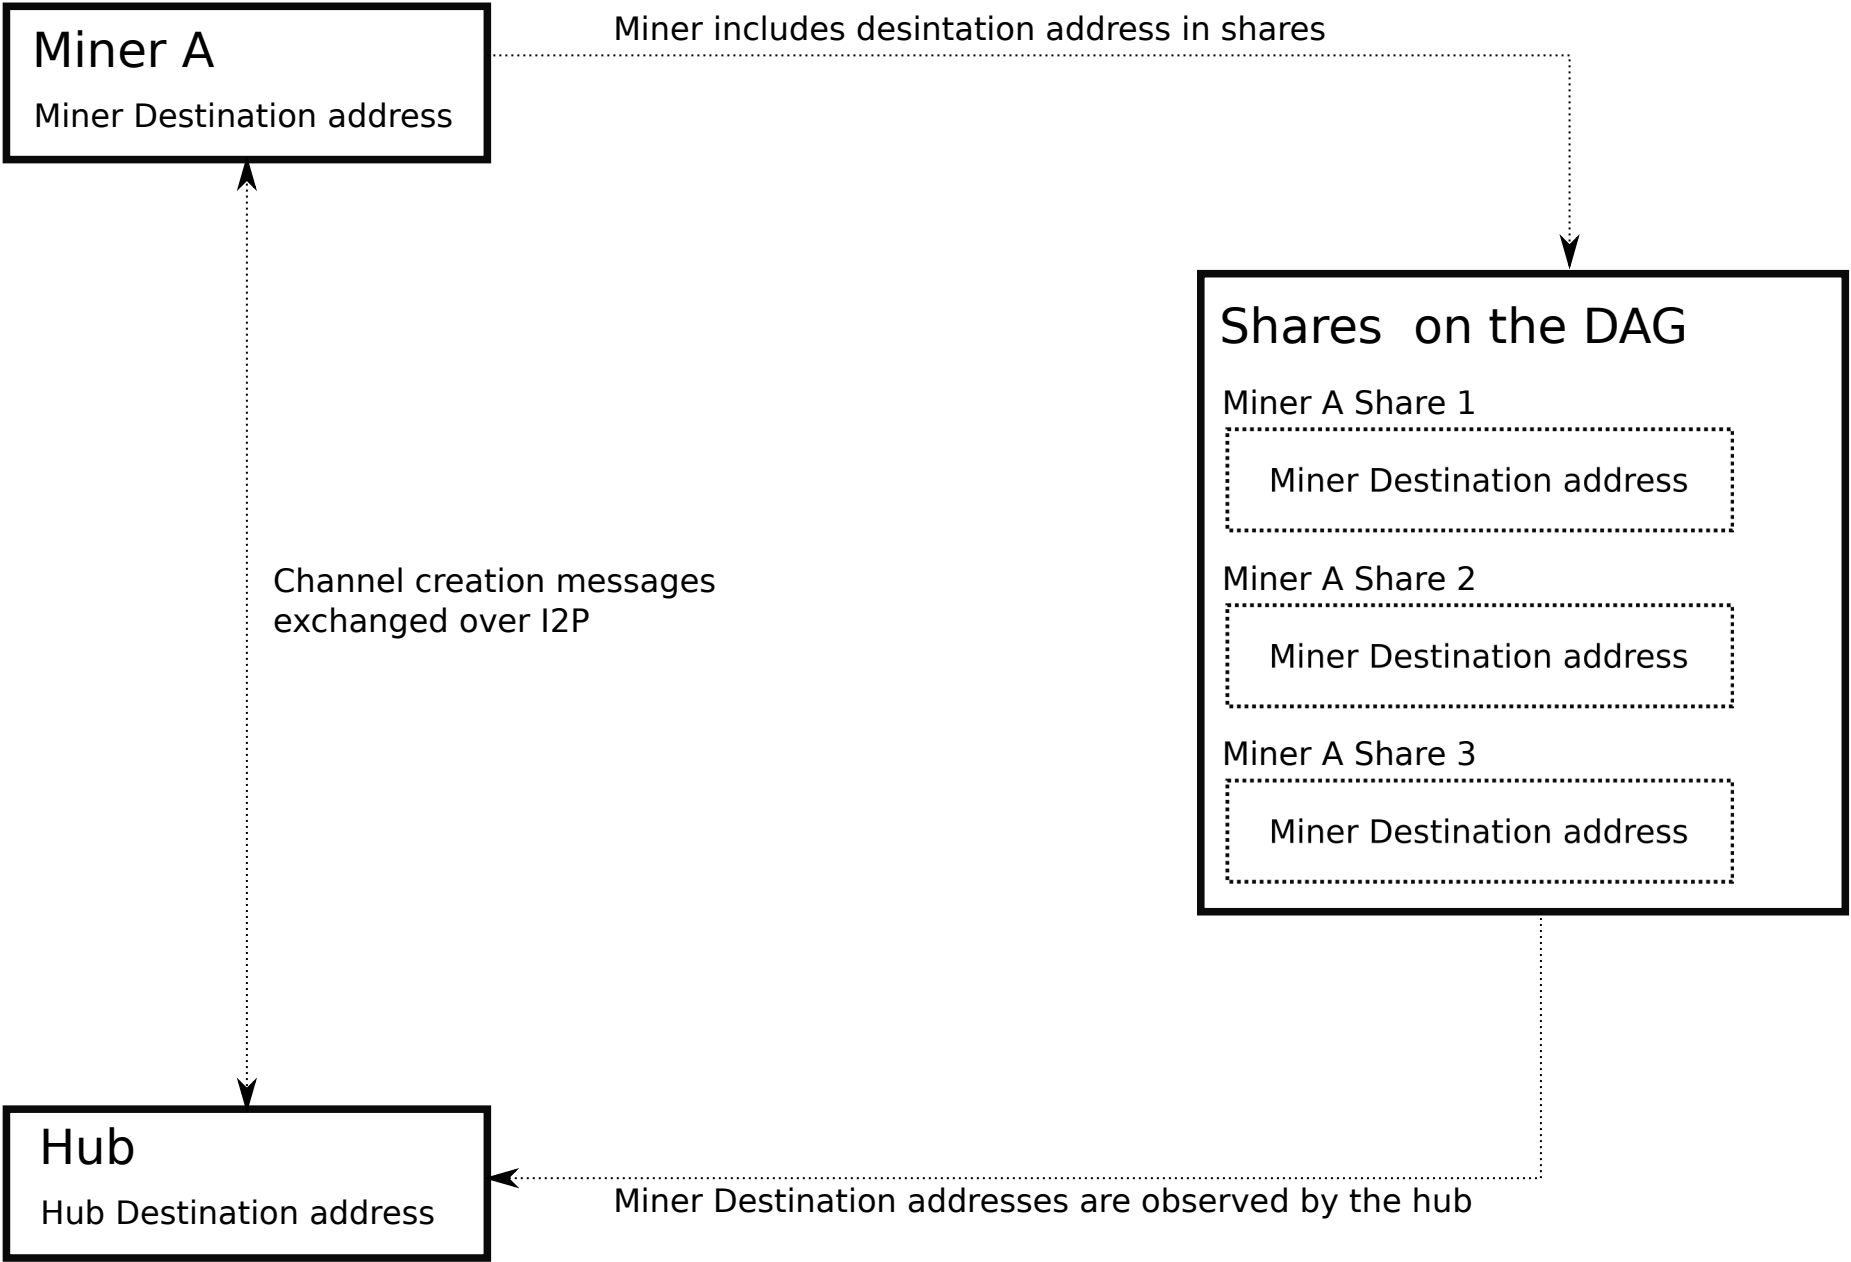 Miner A
Miner Destination address
Miner includes desintation address in shares
Shares  on the DAG
Miner A Share 1
Miner Destination address
Miner A Share 2
Miner Destination address
Miner A Share 3
Miner Destination address
Channel creation messages
exchanged over I2P
Hub
Hub Destination address
Miner Destination addresses are observed by the hub